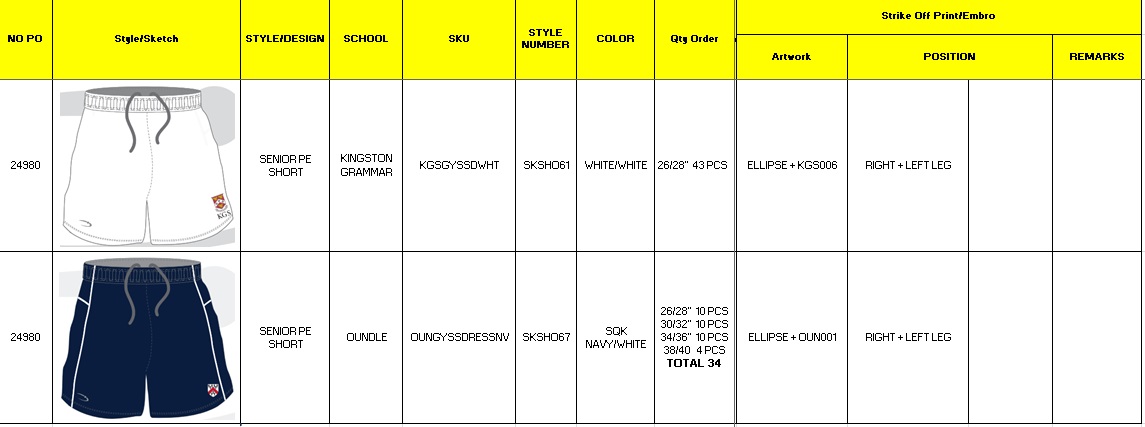 Strike Off Print/Embro
NO PO Style/Sketch STYLE/DESIGN SCHOOL SKU STYLE NUMBER COLOR Qty Order Artwork POSITION REMARKS
24980
SENIOR PE
SHORT
KINGSTON
GRAMMAR
KGSGYSSDWHT
SKSHO61
WHITE/WHITE
26/28" 43 PCS
ELLIPSE + KGS006
RIGHT + LEFT LEG
KGS
24980
SENIOR PE
SHORT
OUNDLE
OUNGYSSDRESSNV
SKSHO67
SQK
NAVY/WHITE
26/28" 10 PCS
30/32" 10 PCS
34/36" 10 PCS
38/40 4 PCS
TOTAL 34
ELLIPSE + OUN001
RIGHT + LEFT LEG